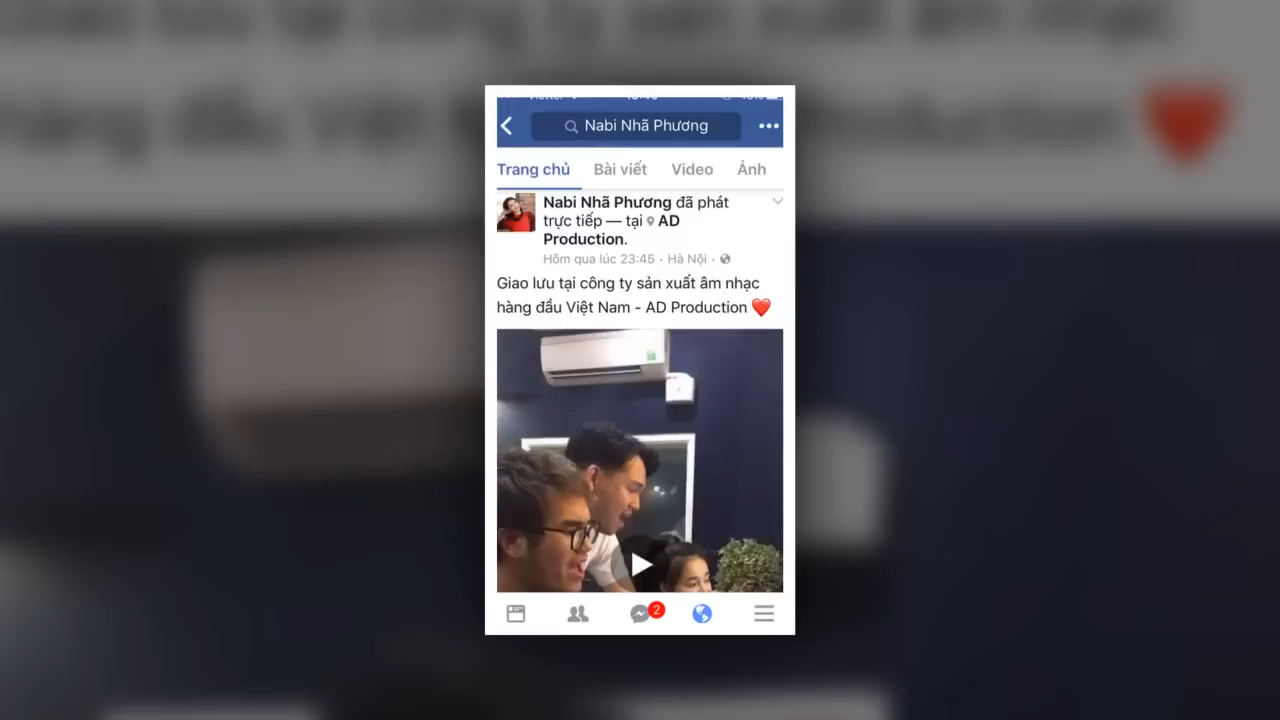 Nabi Nhã Phương
Trang chủ Bài viết Video Ảnh
Nabi Nhã Phương đã phát
trực tiếp — tại AD
Production.
Hôm qua lúc 23:45 · Hà Nội ·
Giao lưu tại công ty sản xuất âm nhạc
hàng đầu Việt Nam - AD Production ❤️
2